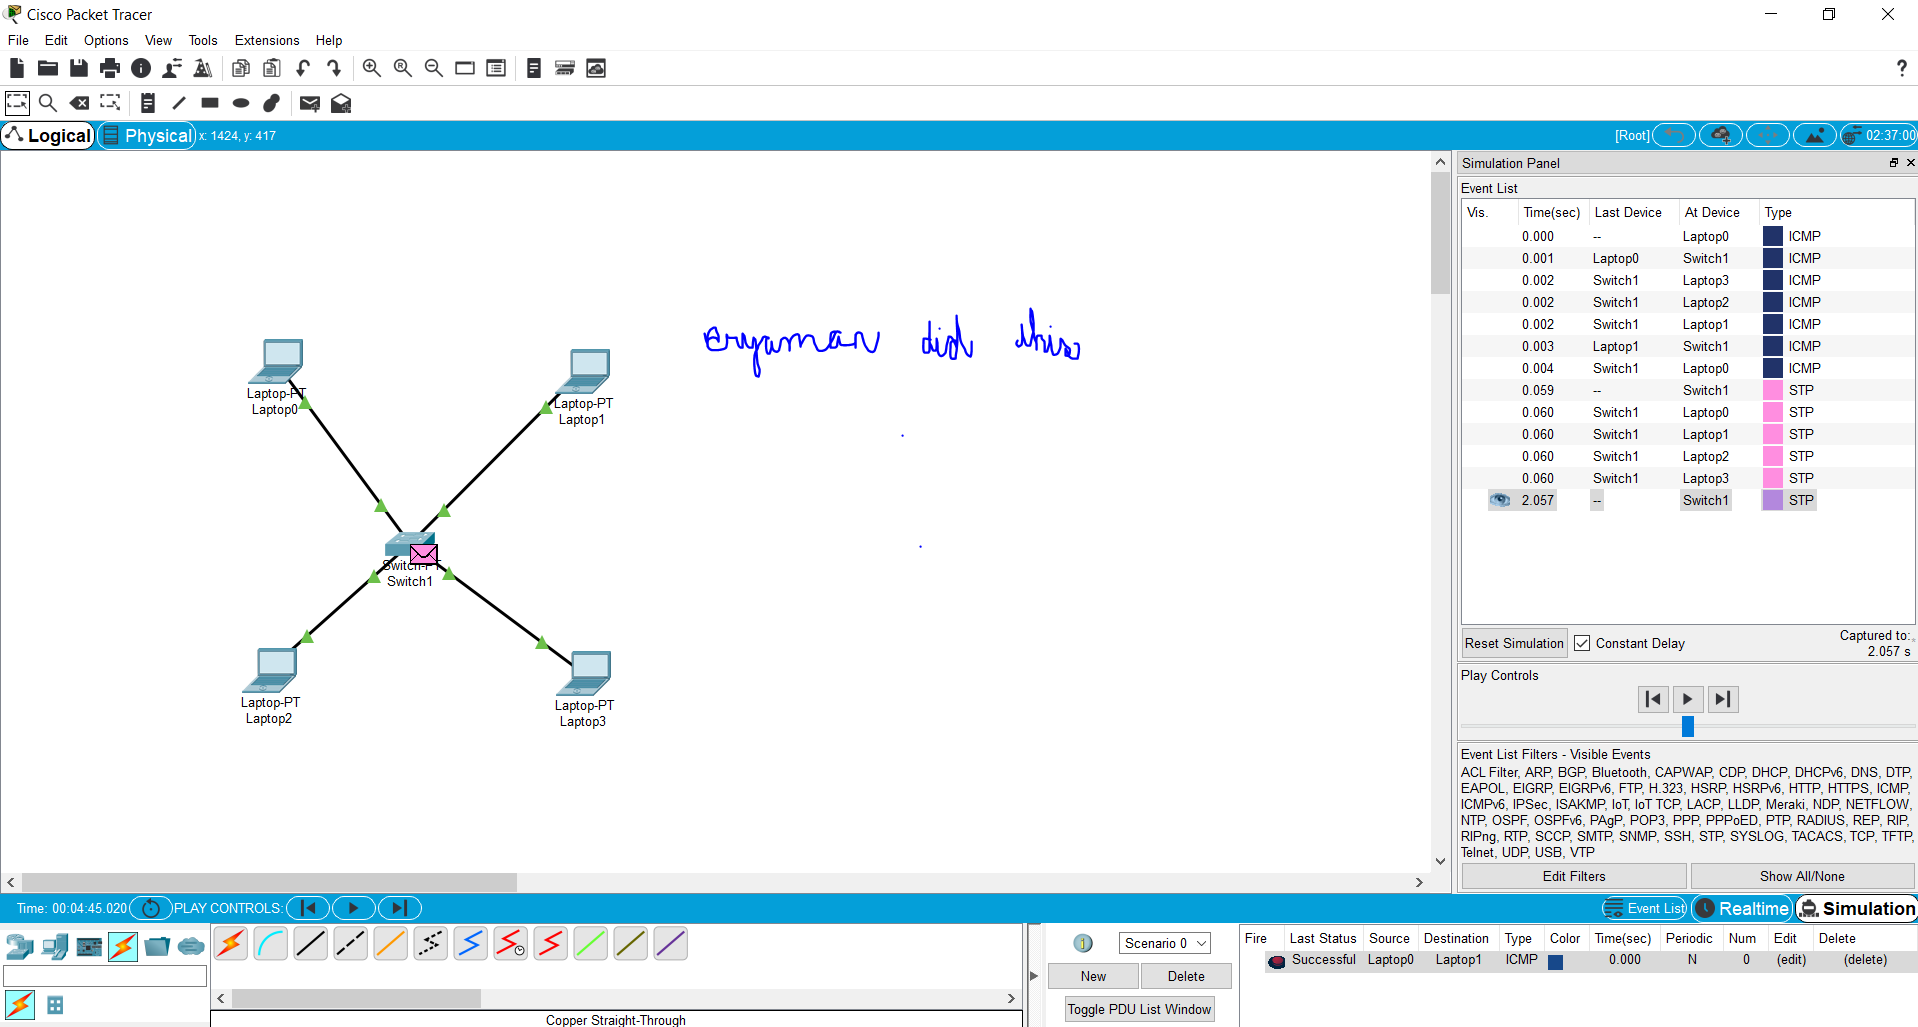 Cisco Packet Tracer
File Edit Options View Tools Extensions Help
Logical Physical x: 1424, y: 417 [Root] 02:37:00
Simulation Panel
Event List
Vis. Time(sec) Last Device At Device Type
0.000 -- Laptop0 ICMP
0.001 Laptop0 Switch1 ICMP
0.002 Switch1 Laptop3 ICMP
0.002 Switch1 Laptop2 ICMP
0.002 Switch1 Laptop1 ICMP
0.003 Laptop1 Switch1 ICMP
0.004 Switch1 Laptop0 ICMP
0.059 -- Switch1 STP
0.060 Switch1 Laptop0 STP
0.060 Switch1 Laptop1 STP
0.060 Switch1 Laptop2 STP
0.060 Switch1 Laptop3 STP
2.057 -- Switch1 STP
Reset Simulation Constant Delay Captured to:
2.057 s
Play Controls
Event List Filters - Visible Events
ACL Filter, ARP, BGP, Bluetooth, CAPWAP, CDP, DHCP, DHCPv6, DNS, DTP,
EAPOL, EIGRP, EIGRPv6, FTP, H.323, HSRP, HSRPv6, HTTP, HTTPS, ICMP,
ICMPv6, IPSec, ISAKMP, IoT, IoT TCP, LACP, LLDP, Meraki, NDP, NETFLOW,
NTP, OSPF, OSPFv6, PAgP, POP3, PPP, PPPoED, PTP, RADIUS, REP, RIP,
RIPng, RTP, SCCP, SMTP, SNMP, SSH, STP, SYSLOG, TACACS, TCP, TFTP,
Telnet, UDP, USB, VTP
Edit Filters Show All/None
did this
Laptop-PT
Laptop0
Laptop-PT
Laptop1
Switch-PT
Switch1
Laptop-PT
Laptop2
Laptop-PT
Laptop3
Time: 00:04:45.020 PLAY CONTROLS: Event List Realtime Simulation
Copper Straight-Through
1 Scenario 0
New Delete
Toggle PDU List Window
Fire Last Status Source Destination Type Color Time(sec) Periodic Num Edit Delete
Successful Laptop0 Laptop1 ICMP 0.000 N 0 (edit) (delete)